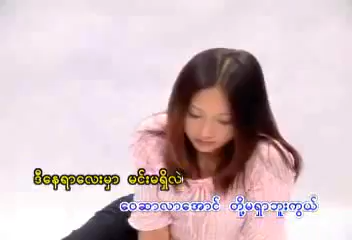 ဒီနေရာလေးမှာ မင်းမရှိလဲ
ဝေဆာလာအောင် တို့မရှာဘူးကွယ်